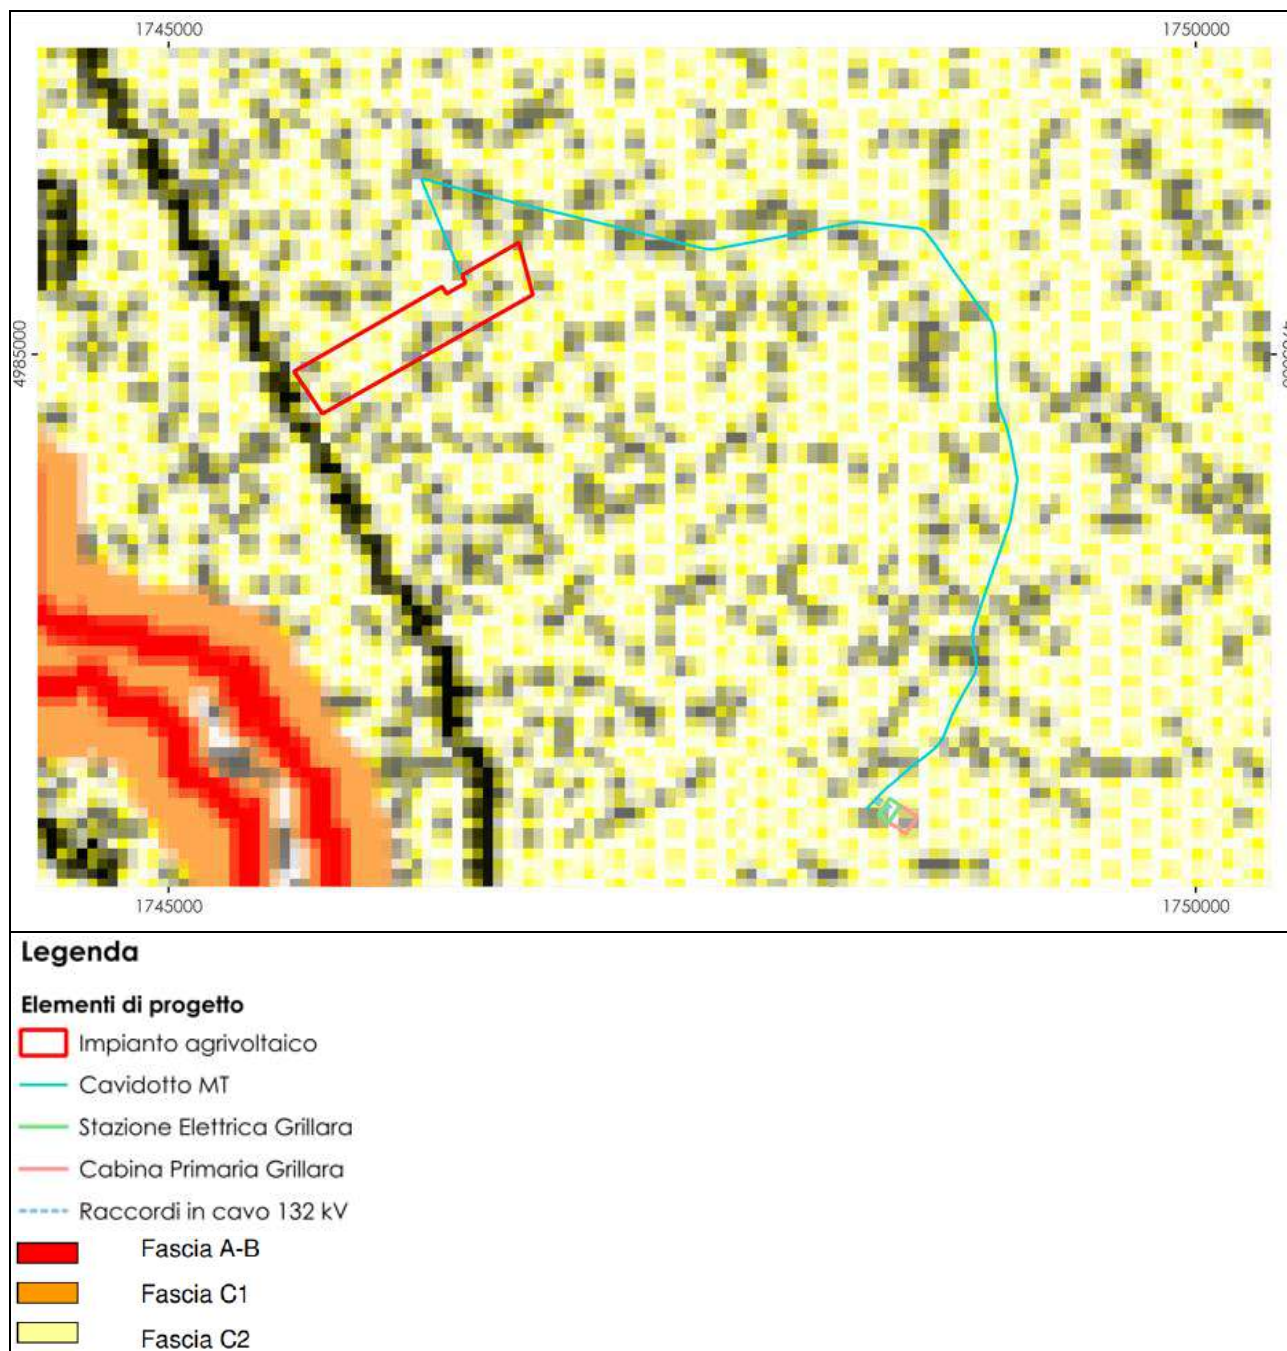 1745000 1750000
4985000
1745000 1750000
Legenda
Elementi di progetto
Impianto agrivoltaico
Cavidotto MT
Stazione Elettrica Grillara
Cabina Primaria Grillara
Raccordi in cavo 132 kV
Fascia A-B
Fascia C1
Fascia C2